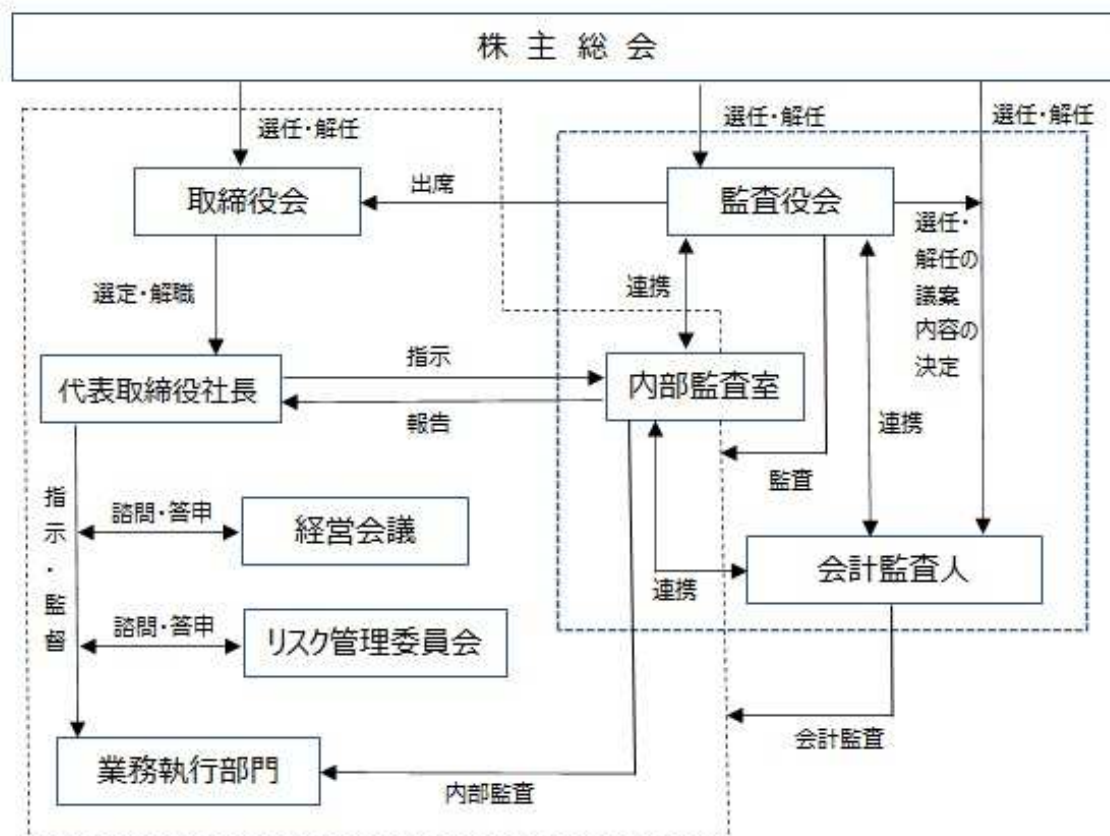 株主総会
選任・解任
選任・解任
選任・解任
取締役会
出席
監査役会
選任・
解任の
議案
内容の
決定
選定・解職
連携
代表取締役社長
指示
報告
内部監査室
連携
監査
指示・監督
諮問・答申
経営会議
連携
会計監査人
諮問・答申
リスク管理委員会
会計監査
業務執行部門
内部監査